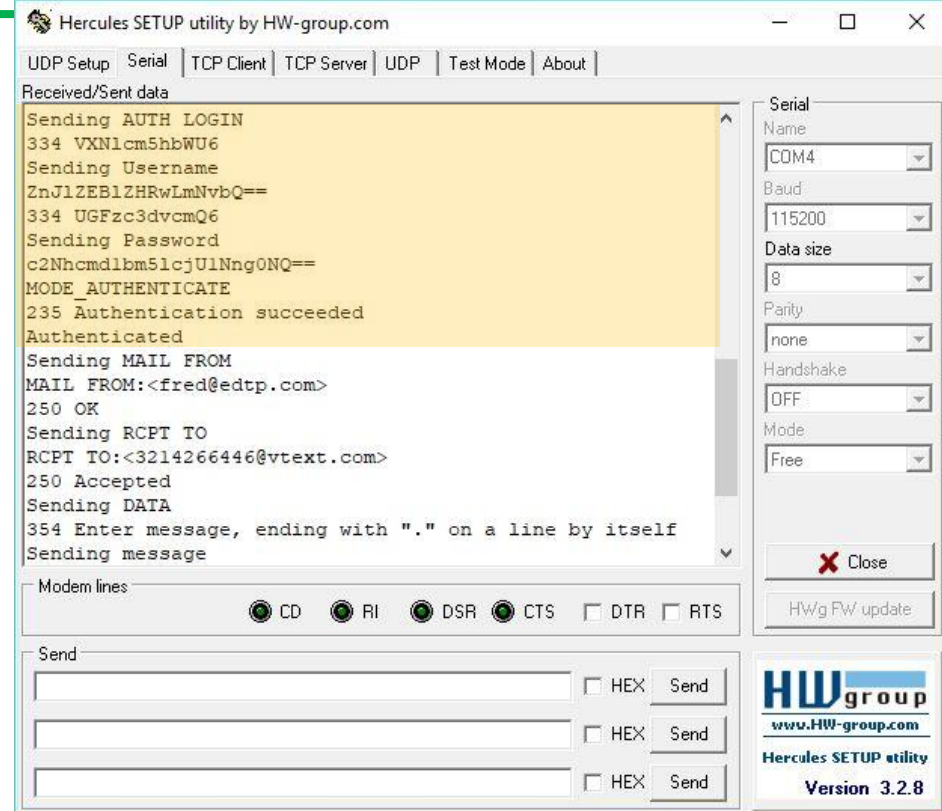 Hercules SETUP utility by HW-group.com
UDP Setup Serial TCP Client TCP Server UDP Test Mode About
Received/Sent data
Sending AUTH LOGIN
334 VXNlcm5hbWU6
Sending Username
ZnJlZEBlZHRwLmNvbQ==
334 UGFzc3dvcmQ6
Sending Password
c2Nhcmdlbm5lcjU1Nng0NQ==
MODE_AUTHENTICATE
235 Authentication succeeded
Authenticated
Sending MAIL FROM
MAIL FROM:<fred@edtp.com>
250 OK
Sending RCPT TO
RCPT TO:<3214266446@vtext.com>
250 Accepted
Sending DATA
354 Enter message, ending with "." on a line by itself
Sending message
Serial
Name
COM4
Baud
115200
Data size
8
Parity
none
Handshake
OFF
Mode
Free
Close
HWg FW update
Modem lines
CD RI DSR CTS DTR RTS
Send
HEX Send
HEX Send
HEX Send
HW group
www.HW-group.com
Hercules SETUP utility
Version 3.2.8